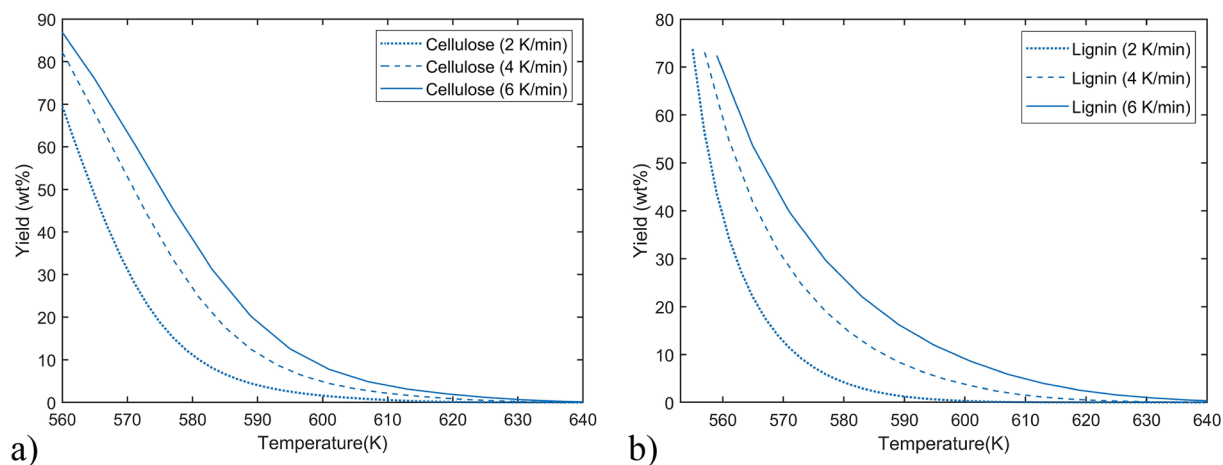 90
80
70
60
50
40
30
20
10
0
Yield (wt%)
560 570 580 590 600 610 620 630 640
Temperature(K)
Cellulose (2 K/min)
Cellulose (4 K/min)
Cellulose (6 K/min)
a)
80
70
60
50
40
30
20
10
0
Yield (wt%)
560 570 580 590 600 610 620 630 640
Temperature(K)
Lignin (2 K/min)
Lignin (4 K/min)
Lignin (6 K/min)
b)